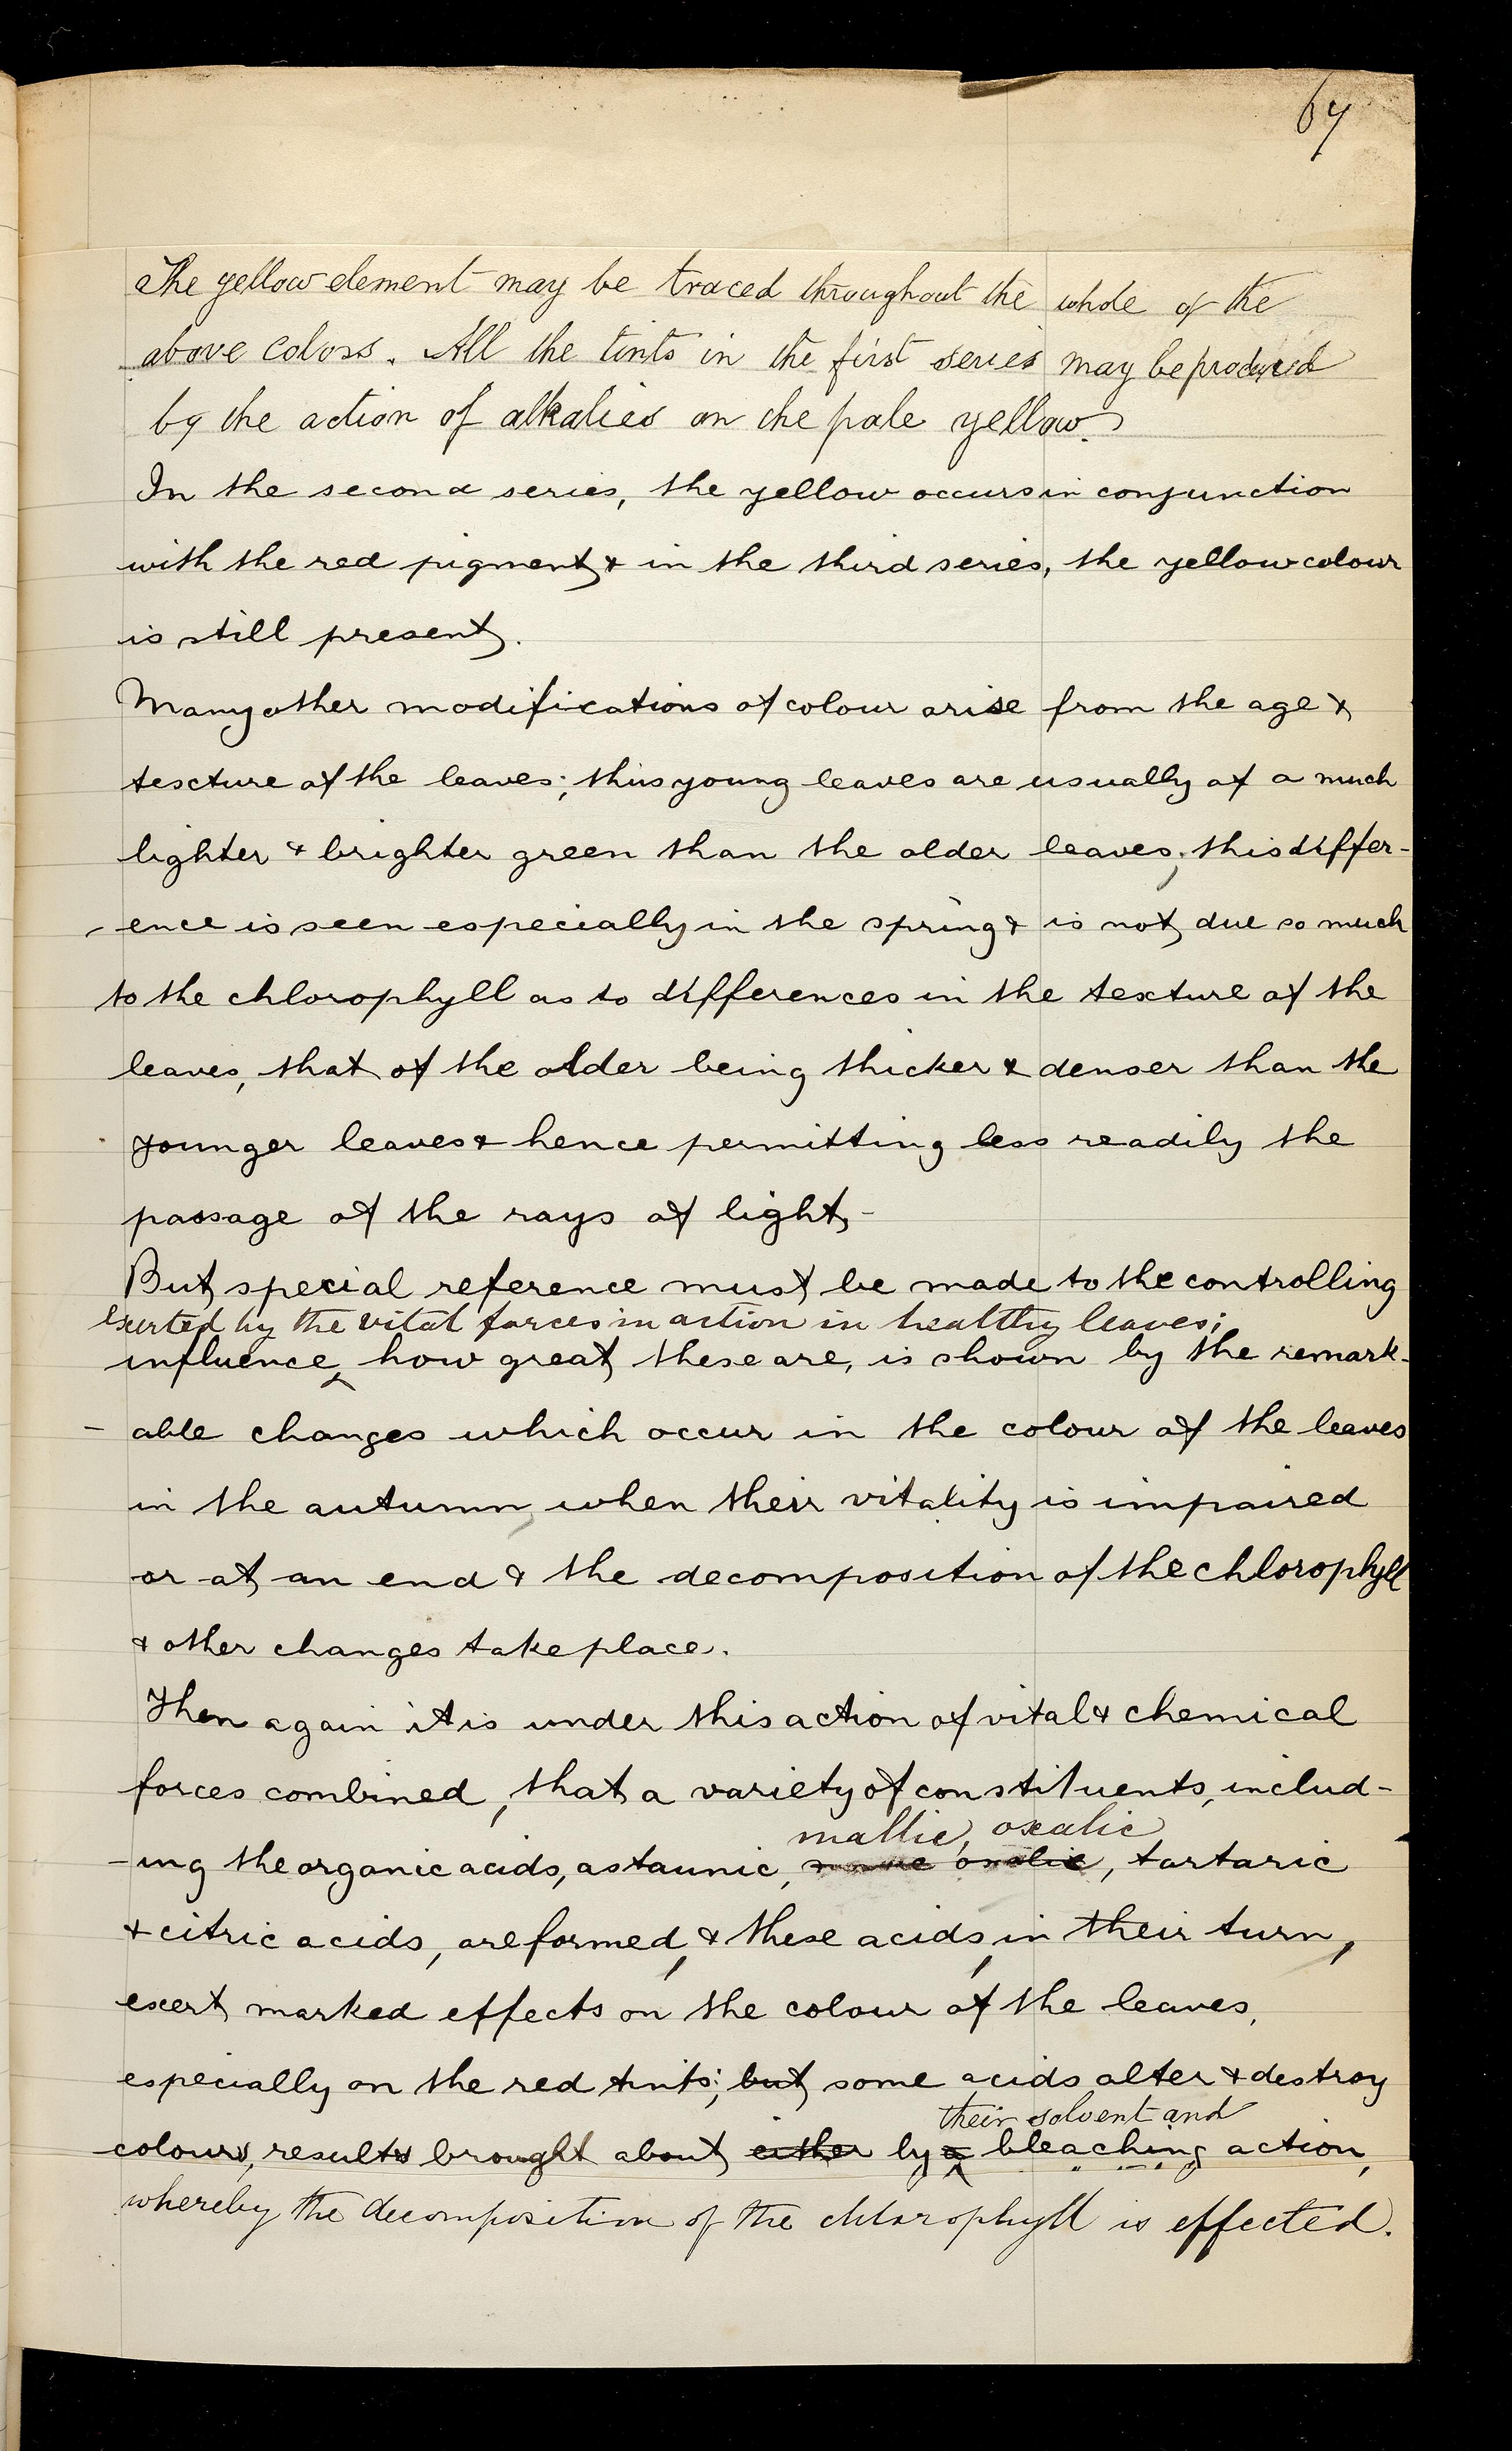 67
The yellow element may be traced throughout the whole of the
above colors. All the tints in the first series may be produced
by the action of alkalies on the pale yellow.
In the second series, the yellow occurs in conjunction
with the red pigment & in the third series, the yellow colour
is still present.
Many other modifications of colour arise from the age &
texture of the leaves; thus young leaves are usually of a much
lighter & brighter green than the older leaves; this differ-
-ence is seen especially in the spring & is not due so much
to the chlorophyll as to differences in the texture of the
leaves, that of the older being thicker & denser than the
younger leaves & hence permitting less readily the
passage of the rays of light.
But special reference must be made to the controlling
exerted by the vital forces in action in healthy leaves;
influence, how great these are, is shown by the remark-
-able changes which occur in the colour of the leaves
in the autumn, when their vitality is impaired
or at an end & the decomposition of the chlorophyll
& other changes take place.
Then again it is under this action of vital & chemical
forces combined, that a variety of constituents, includ-
mallic, oxalic
-ing the organic acids, as taunic, oxalic, tartaric
& citric acids, are formed, & these acids, in their turn,
exert marked effects on the colour of the leaves,
especially on the red tints; but some acids alter & destroy
their solvent and
colours, results brought about either by a bleaching action,
whereby the decomposition of the chlorophyll is effected.